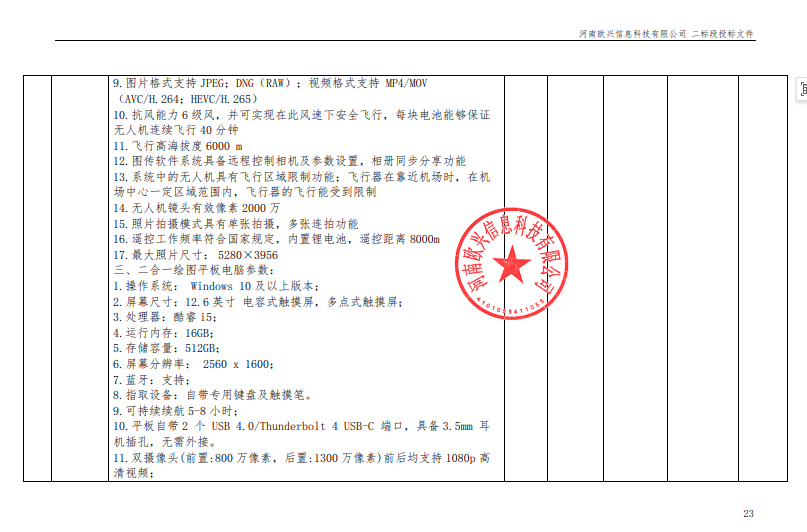 河南欧兴信息科技有限公司 二标段投标文件
9.图片格式支持 JPEG；DNG（RAW）；视频格式支持 MP4/MOV
（AVC/H.264；HEVC/H.265）
10.抗风能力 6 级风，并可实现在此风速下安全飞行，每块电池能够保证
无人机连续飞行 40 分钟
11.飞行高海拔度 6000 m
12.图传软件系统具备远程控制相机及参数设置，相册同步分享功能
13.系统中的无人机具有飞行区域限制功能；飞行器在靠近机场时，在机
场中心一定区域范围内，飞行器的飞行能受到限制
14.无人机镜头有效像素 2000 万
15.照片拍摄模式具有单张拍摄，多张连拍功能
16.遥控工作频率符合国家规定，内置锂电池，遥控距离 8000m
17.最大照片尺寸： 5280×3956
三、二合一绘图平板电脑参数：
1.操作系统： Windows 10 及以上版本；
2.屏幕尺寸：12.6 英寸 电容式触摸屏，多点式触摸屏；
3.处理器：酷睿 i5；
4.运行内存：16GB；
5.存储容量：512GB；
6.屏幕分辨率： 2560 x 1600；
7.蓝牙：支持；
8.指取设备：自带专用键盘及触摸笔。
9.可持续续航 5-8 小时；
10.平板自带 2 个 USB 4.0/Thunderbolt 4 USB-C 端口，具备 3.5mm 耳
机插孔，无需外接。
11.双摄像头(前置:800 万像素，后置:1300 万像素)前后均支持 1080p 高
清视频；
河南欧兴信息科技有限公司
23